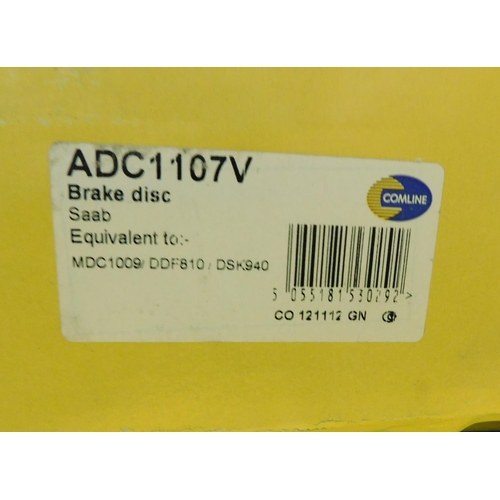 ADC1107V
Brake disc
Saab
Equivalent to:-
MDC1009/ DDF810 / DSK940
COMLINE
5 055181 530292 >
CO 121112 GN